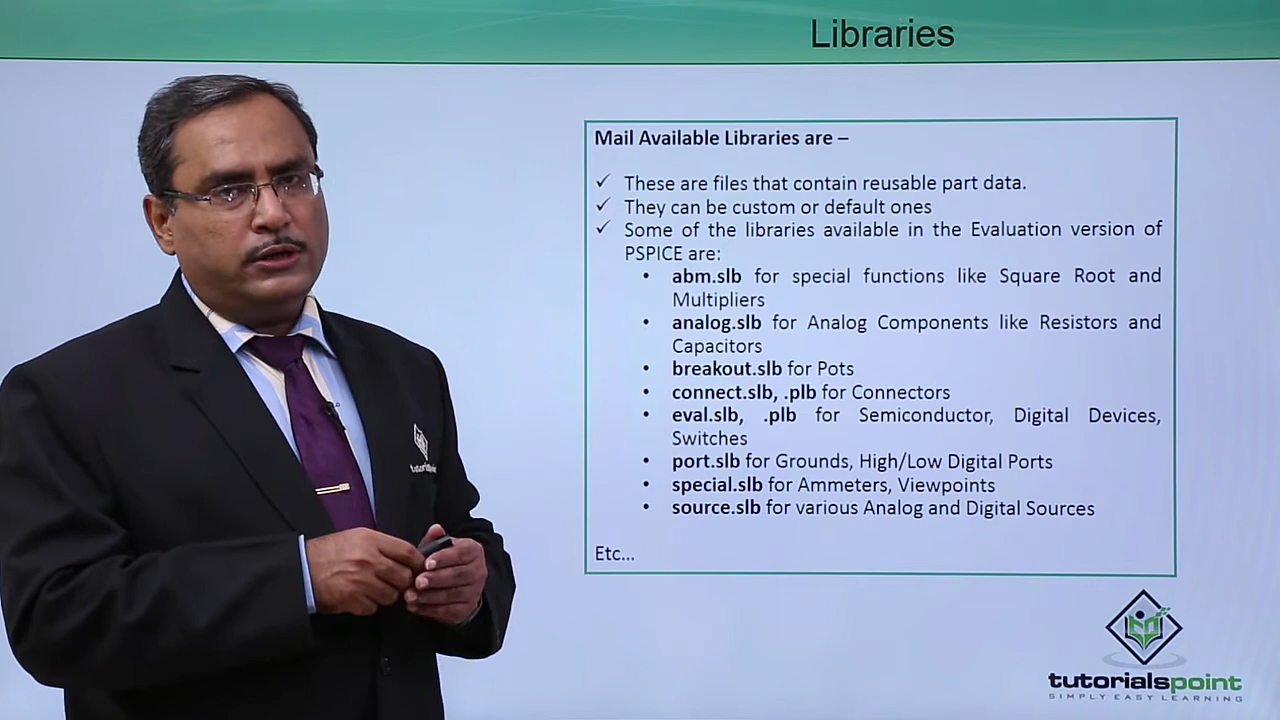 Libraries
Mail Available Libraries are –
✓ These are files that contain reusable part data.
✓ They can be custom or default ones
✓ Some of the libraries available in the Evaluation version of
PSPICE are:
• abm.slb for special functions like Square Root and
Multipliers
• analog.slb for Analog Components like Resistors and
Capacitors
• breakout.slb for Pots
• connect.slb, .plb for Connectors
• eval.slb, .plb for Semiconductor, Digital Devices,
Switches
• port.slb for Grounds, High/Low Digital Ports
• special.slb for Ammeters, Viewpoints
• source.slb for various Analog and Digital Sources
Etc...
tutorialspoint
SIMPLY EASY LEARNING